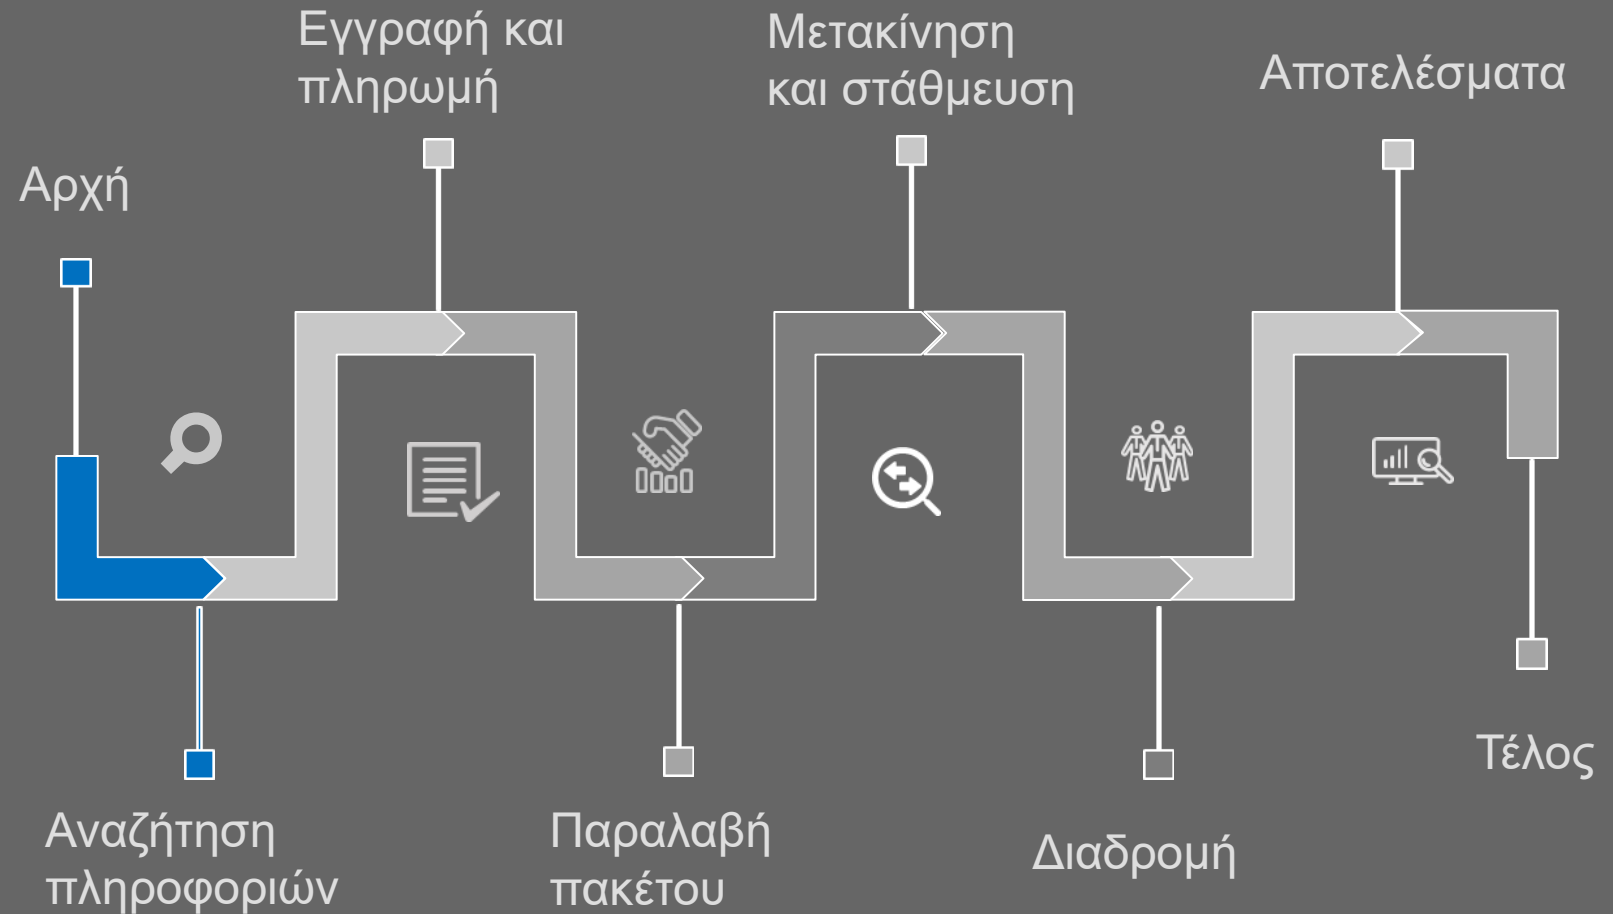 Αρχή
Εγγραφή και
πληρωμή
Μετακίνηση
και στάθμευση
Αποτελέσματα
Αναζήτηση
πληροφοριών
Παραλαβή
πακέτου
Διαδρομή
Τέλος